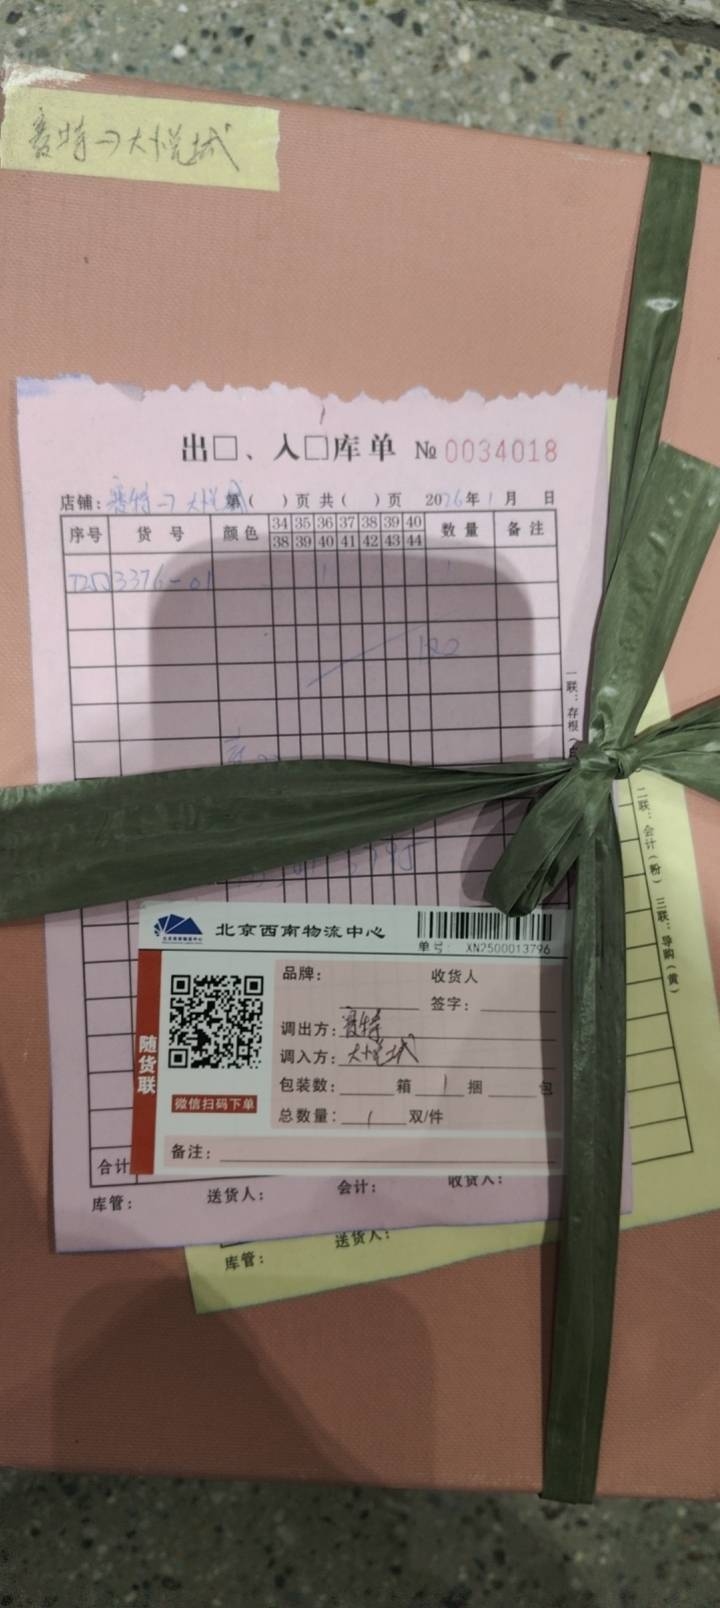 赛特→大悦城
出□、入□库单 № 0034018
店铺: 赛特→大悦城 第( )页 共( )页 2026年1月 日
序号 货号 颜色 34 35 36 37 38 39 40 数量 备注
38 39 40 41 42 43 44
3376-01 1 1
一联:存根(
二联:会计(粉) 三联:导购(黄)
北京西南物流中心
单号: XN2500013796
品牌: 收货人
签字:
调出方: 赛特
调入方: 大悦城
包装数: 箱 1 捆 包
总数量: 1 双/件
备注:
随货联
微信扫码下单
合计
库管: 送货人: 会计: 收货人:
库管: 送货人: